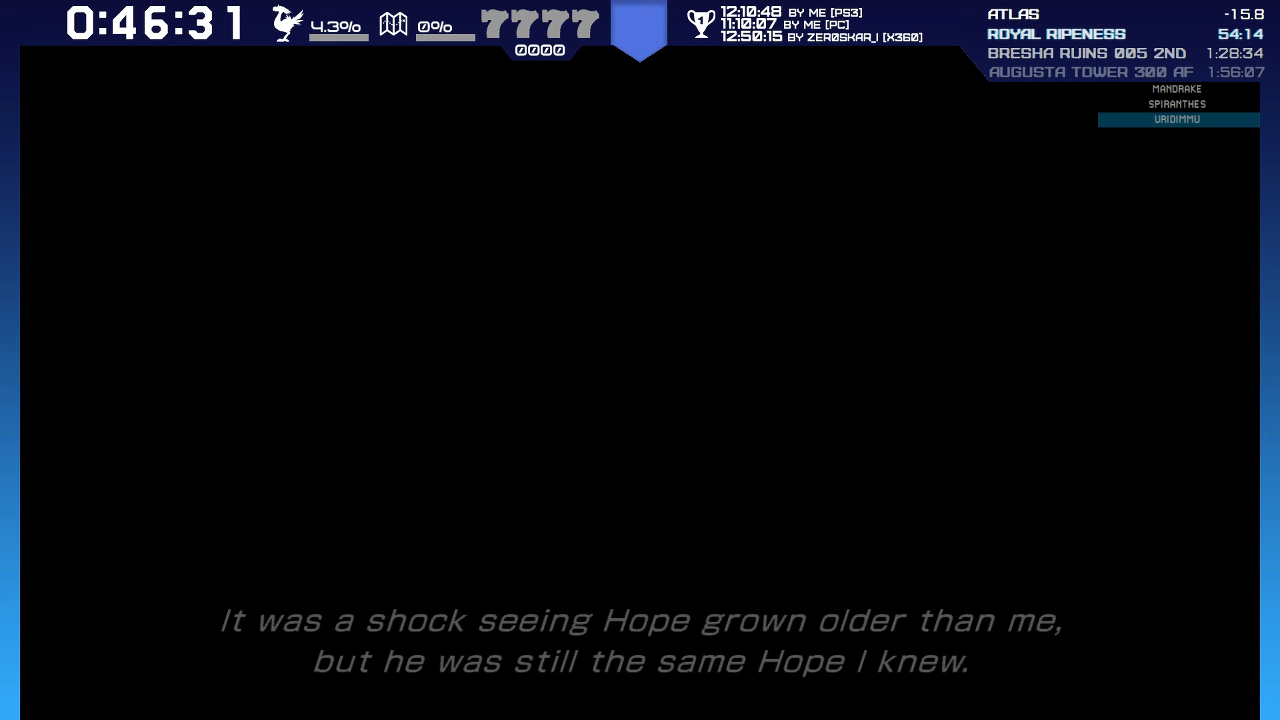 0:46:31
4.3%
0%
7777
0000
1
12:10:48 BY ME [PS3]
11:10:07 BY ME [PC]
12:50:15 BY ZER0SKAR_I [X360]
ATLAS -15.8
ROYAL RIPENESS 54:14
BRESHA RUINS 005 2ND 1:28:34
AUGUSTA TOWER 300 AF 1:56:07
MANDRAKE
SPIRANTHES
URIDIMMU
It was a shock seeing Hope grown older than me,
but he was still the same Hope I knew.